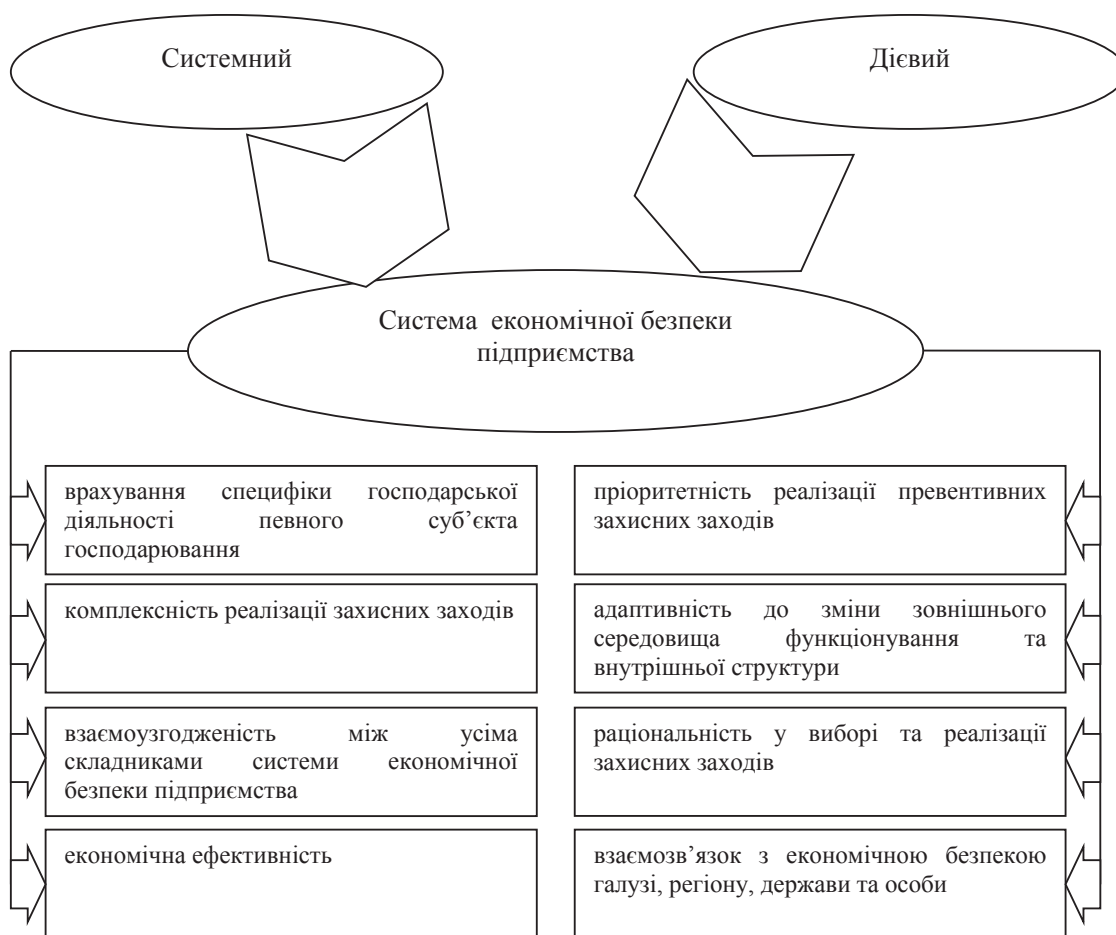 Системний
Дієвий
Система економічної безпеки
підприємства
врахування специфіки господарської
діяльності певного суб’єкта
господарювання
комплексність реалізації захисних заходів
взаємоузгодженість між усіма
складниками системи економічної
безпеки підприємства
економічна ефективність
пріоритетність реалізації превентивних
захисних заходів
адаптивність до зміни зовнішнього
середовища функціонування та
внутрішньої структури
раціональність у виборі та реалізації
захисних заходів
взаємозв’язок з економічною безпекою
галузі, регіону, держави та особи